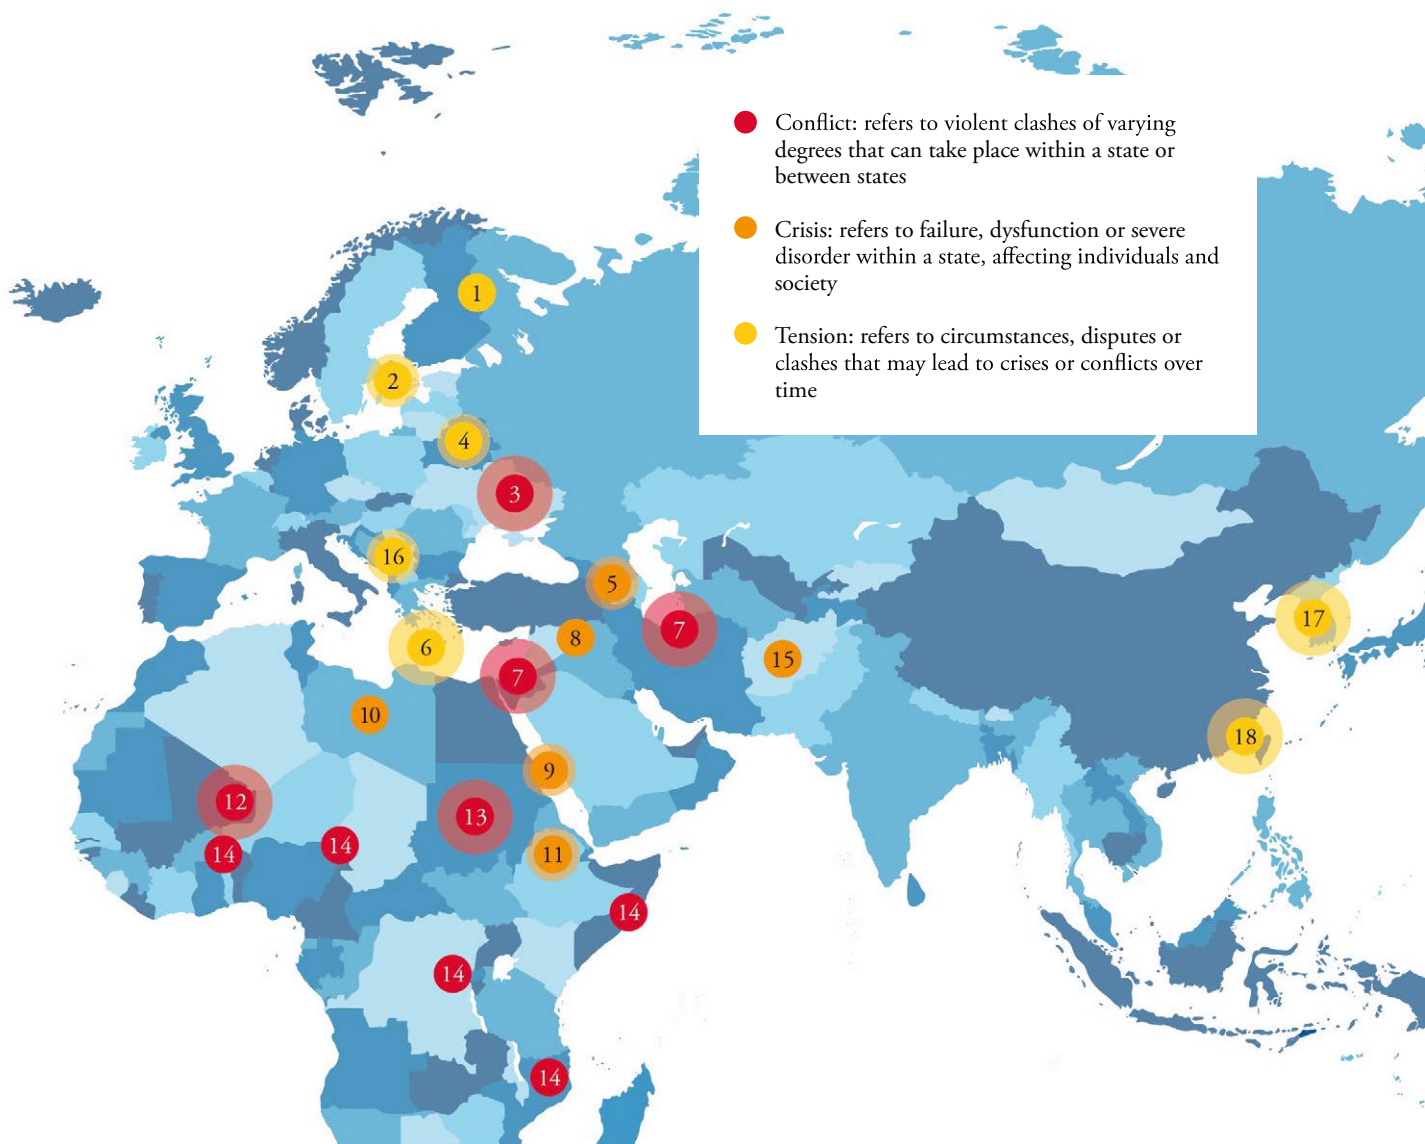 Conflict: refers to violent clashes of varying
degrees that can take place within a state or
between states
Crisis: refers to failure, dysfunction or severe
disorder within a state, affecting individuals and
society
Tension: refers to circumstances, disputes or
clashes that may lead to crises or conflicts over
time
1
2
4
3
16
5
6
7
8
7
15
17
10
18
9
12
13
14
14
11
14
14
14